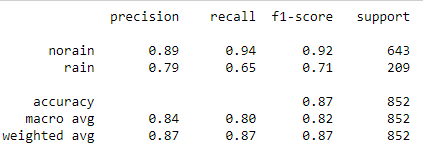 precision recall f1-score support
norain 0.89 0.94 0.92 643
rain 0.79 0.65 0.71 209
accuracy 0.87 852
macro avg 0.84 0.80 0.82 852
weighted avg 0.87 0.87 0.87 852